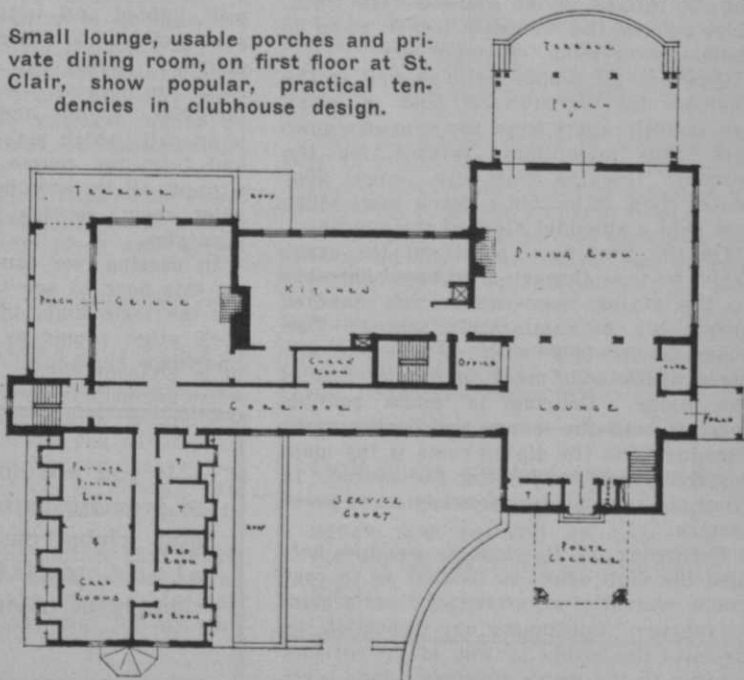 Small lounge, usable porches and pri-
vate dining room, on first floor at St.
Clair, show popular, practical ten-
dencies in clubhouse design.
TERRACE
PORCH
TERRACE
ROOF
DINING ROOM
PORCH
GRILLE
KITCHEN
ROOM
OFFICE
CORRIDOR
LOUNGE
PORCH
PRIVATE
DINING
ROOM
T
T
SERVICE
COURT
ROOF
&
CARD
ROOMS
BED
ROOM
BED ROOM
PORTE
COCHERE